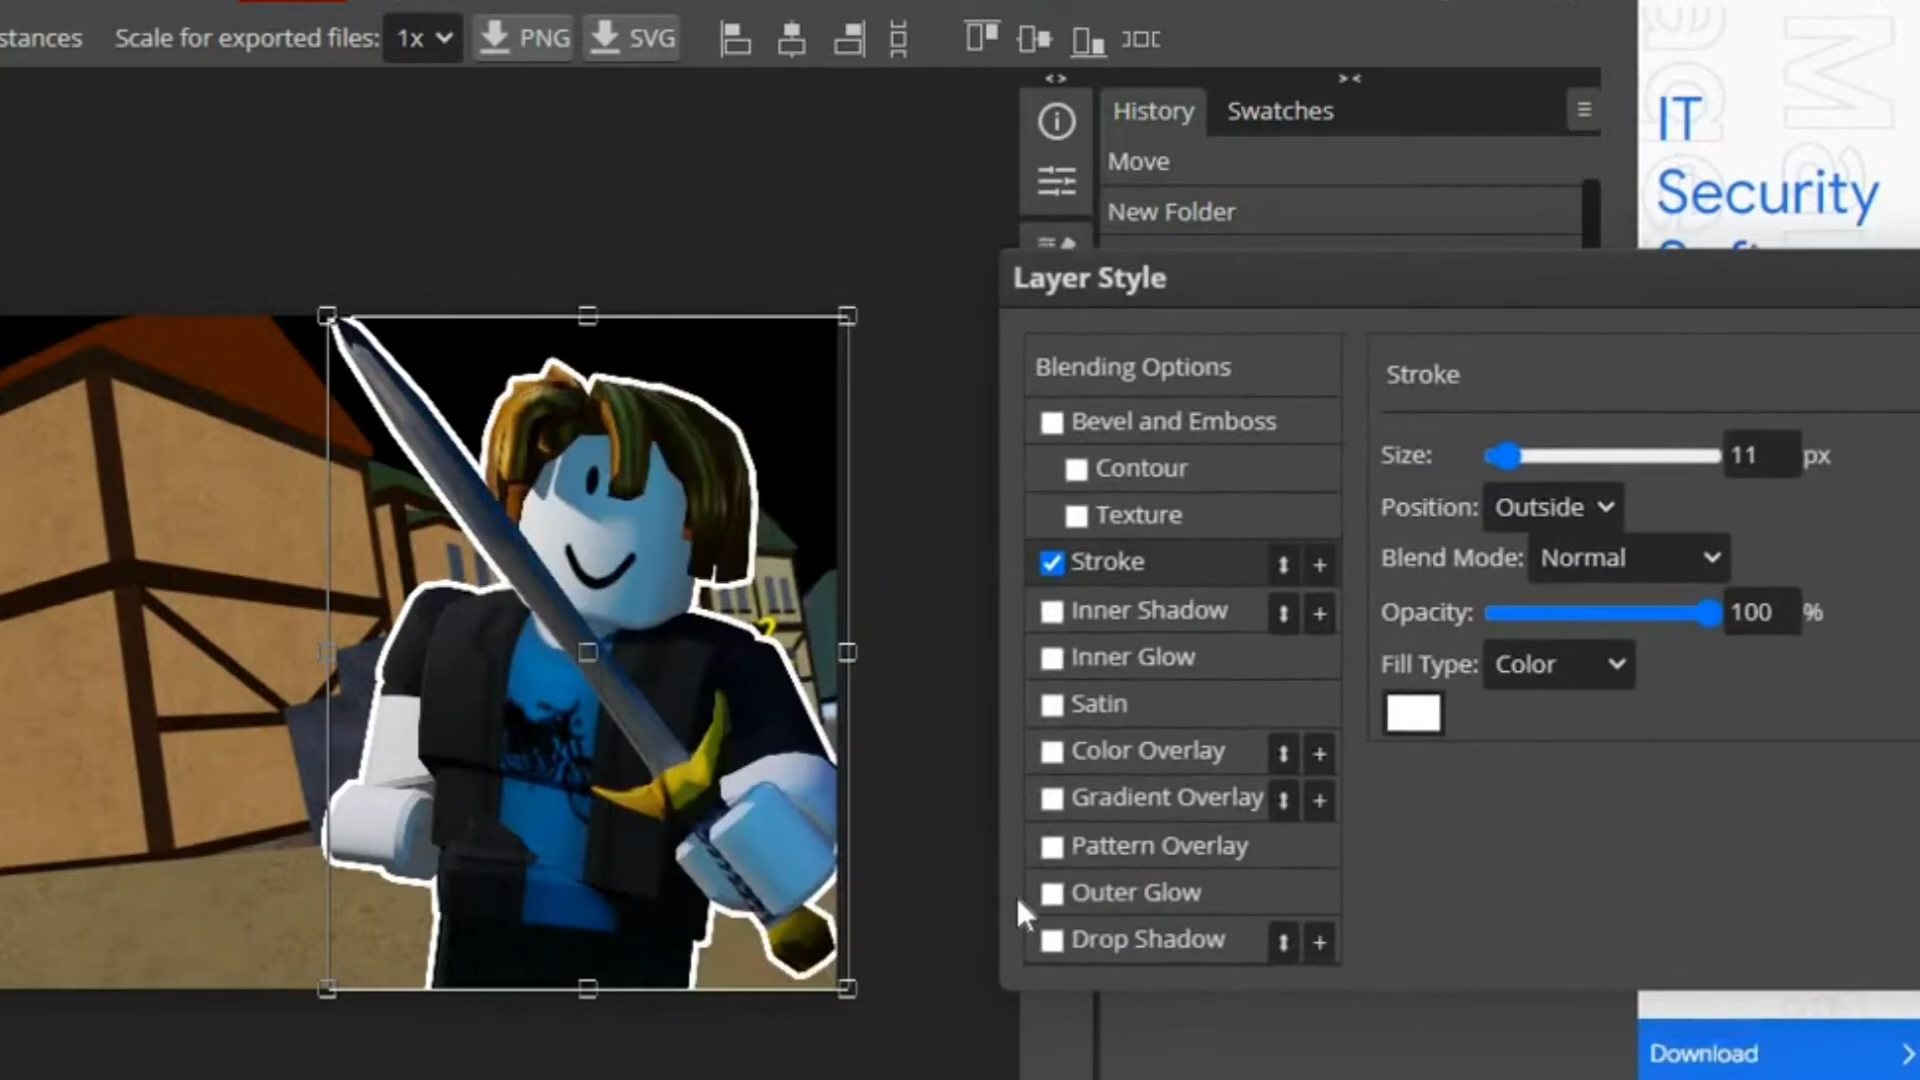 stances Scale for exported files: 1x PNG SVG
History Swatches
Move
New Folder
IT
Security
Layer Style
Blending Options
Bevel and Emboss
Contour
Texture
Stroke
Inner Shadow
Inner Glow
Satin
Color Overlay
Gradient Overlay
Pattern Overlay
Outer Glow
Drop Shadow
Stroke
Size: 11 px
Position: Outside
Blend Mode: Normal
Opacity: 100 %
Fill Type: Color
Download